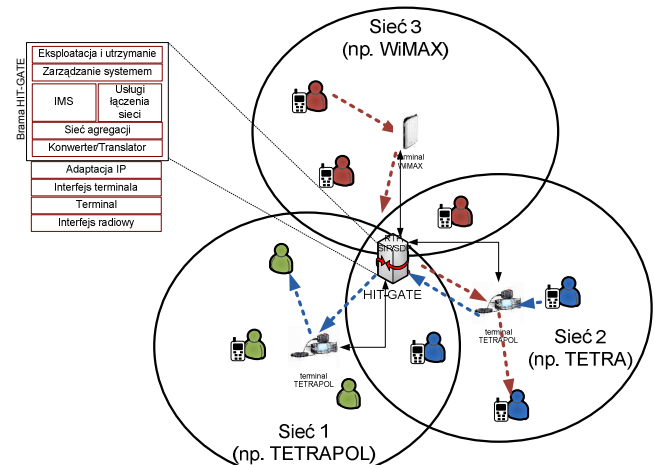 Sieć 3
(np. WiMAX)
Brama HIT-GATE
Eksploatacja i utrzymanie
Zarządzanie systemem
IMS
Usługi
łączenia
sieci
Sieć agregacji
Konwerter/Translator
Adaptacja IP
Interfejs terminala
Terminal
Interfejs radiowy
terminal
WiMAX
SIP/SD
HIT-GATE
terminal
TETRAPOL
Sieć 2
(np. TETRA)
terminal
TETRAPOL
Sieć 1
(np. TETRAPOL)